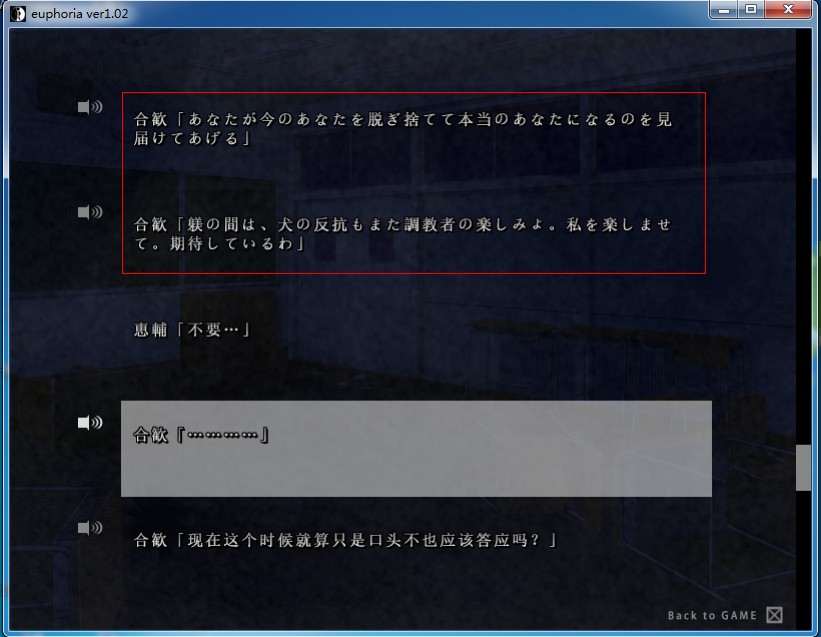 euphoria ver1.02
合歓「あなたが今のあなたを脱ぎ捨てて本当のあなたになるのを見
届けてあげる」
合歓「躾の間は、犬の反抗もまた調教者の楽しみよ。私を楽しませ
て。期待しているわ」
恵輔「不要…」
合歓『…………」
合歓「现在这个时候就算只是口头不也应该答应吗？」
Back to GAME